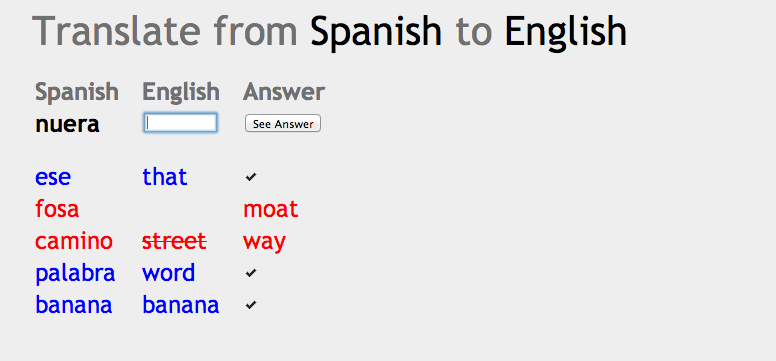 Translate from Spanish to English
Spanish English Answer
nuera See Answer
ese that ✓
fosa moat
camino street way
palabra word ✓
banana banana ✓